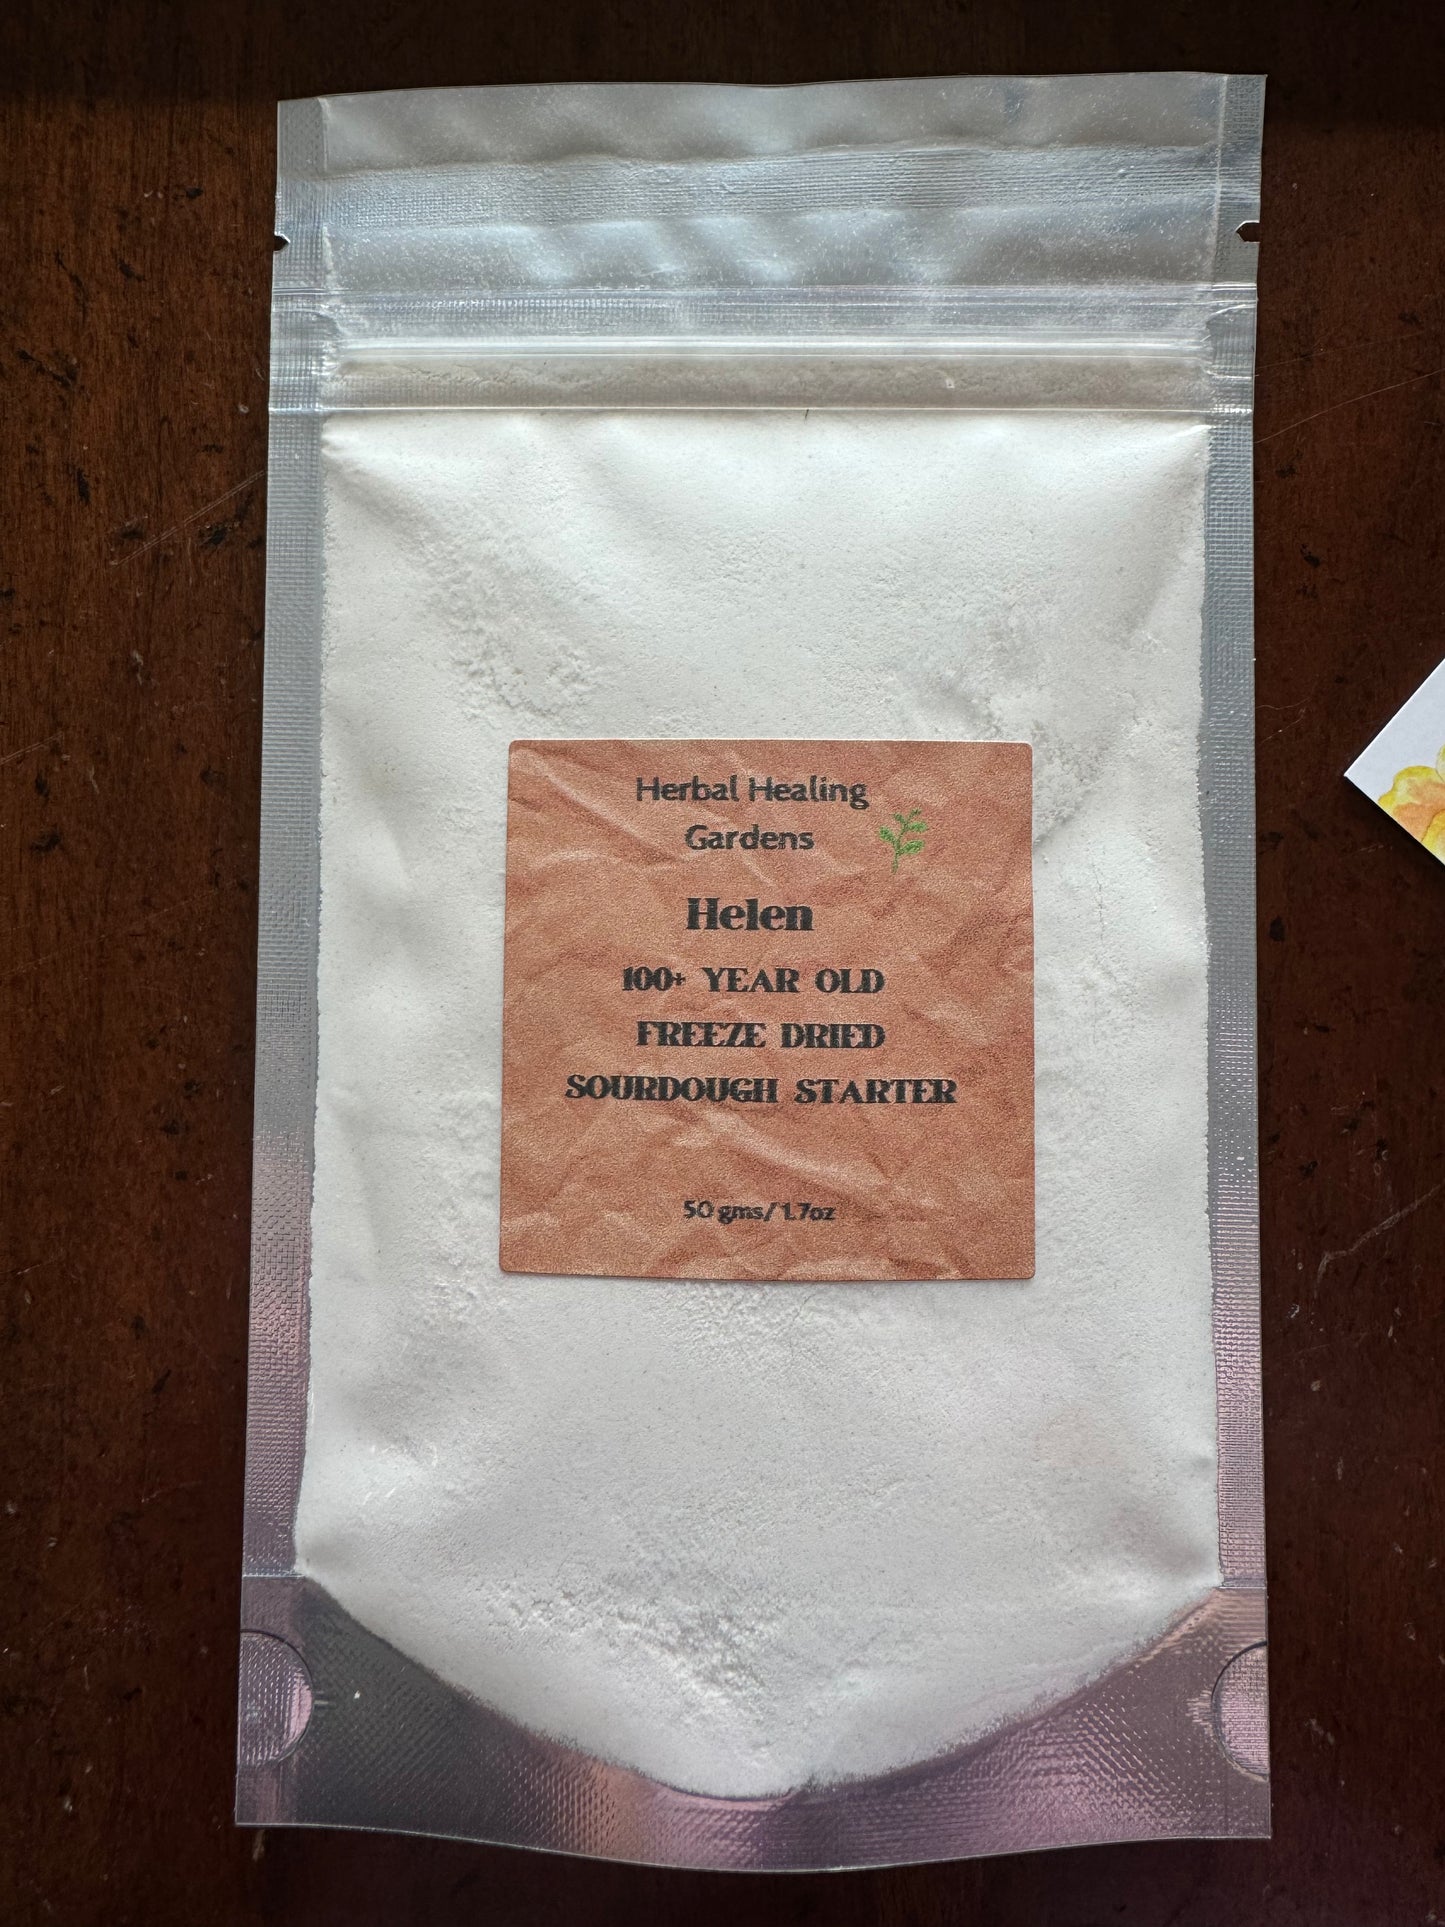 Herbal Healing
Gardens
Helen
100+ YEAR OLD
FREEZE DRIED
SOURDOUGH STARTER
50 gms/ 1.7oz